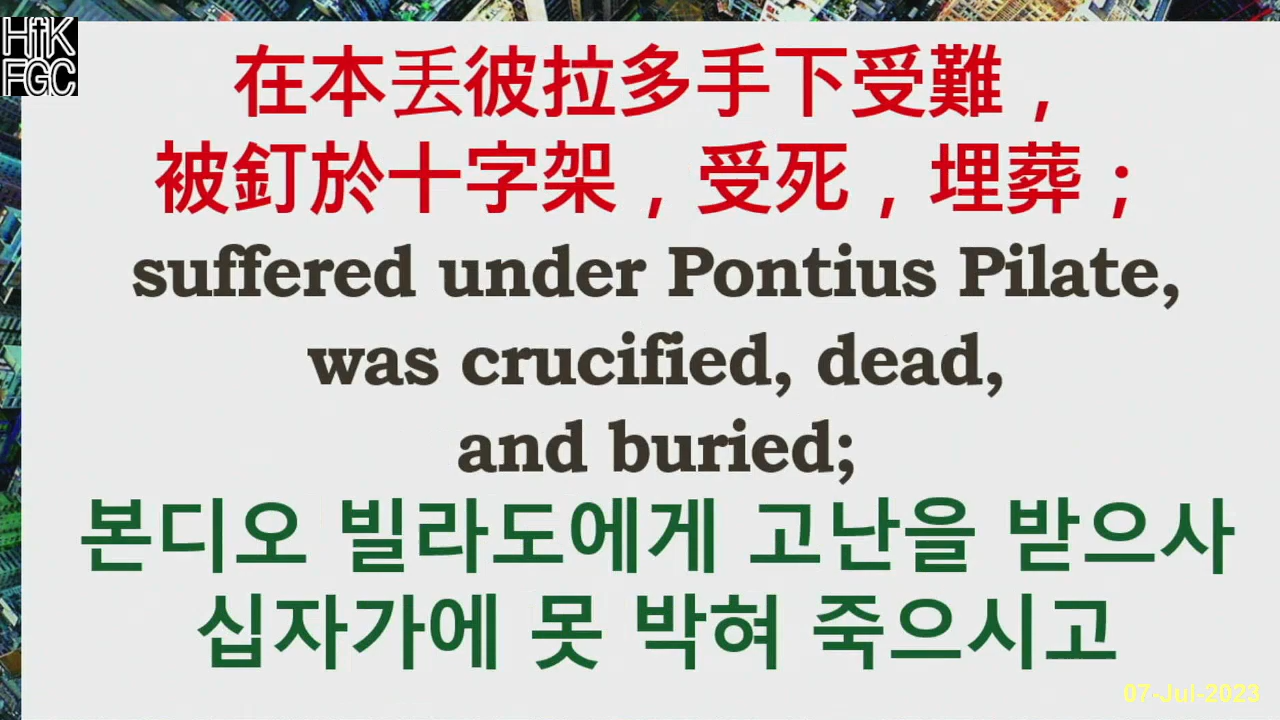 HfK
FGC
在本丟彼拉多手下受難，
被釘於十字架，受死，埋葬；
suffered under Pontius Pilate,
was crucified, dead,
and buried;
본디오 빌라도에게 고난을 받으사
십자가에 못 박혀 죽으시고
07-Jul-2023